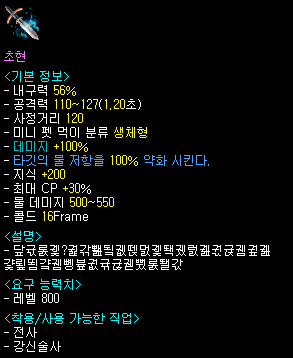 초현
<기본 정보>
- 내구력 56%
- 공격력 110~127(1,20초)
- 사정거리 120
- 미니 펫 먹이 분류 생체형
- 데미지 +100%
- 타깃의 물 저항을 100% 약화 시킨다.
- 지식 +200
- 최대 CP +30%
- 물 데미지 500~550
- 콜드 16Frame
<설명>
<요구 능력치>
- 레벨 800
<착용/사용 가능한 직업>
- 전사
- 강신술사